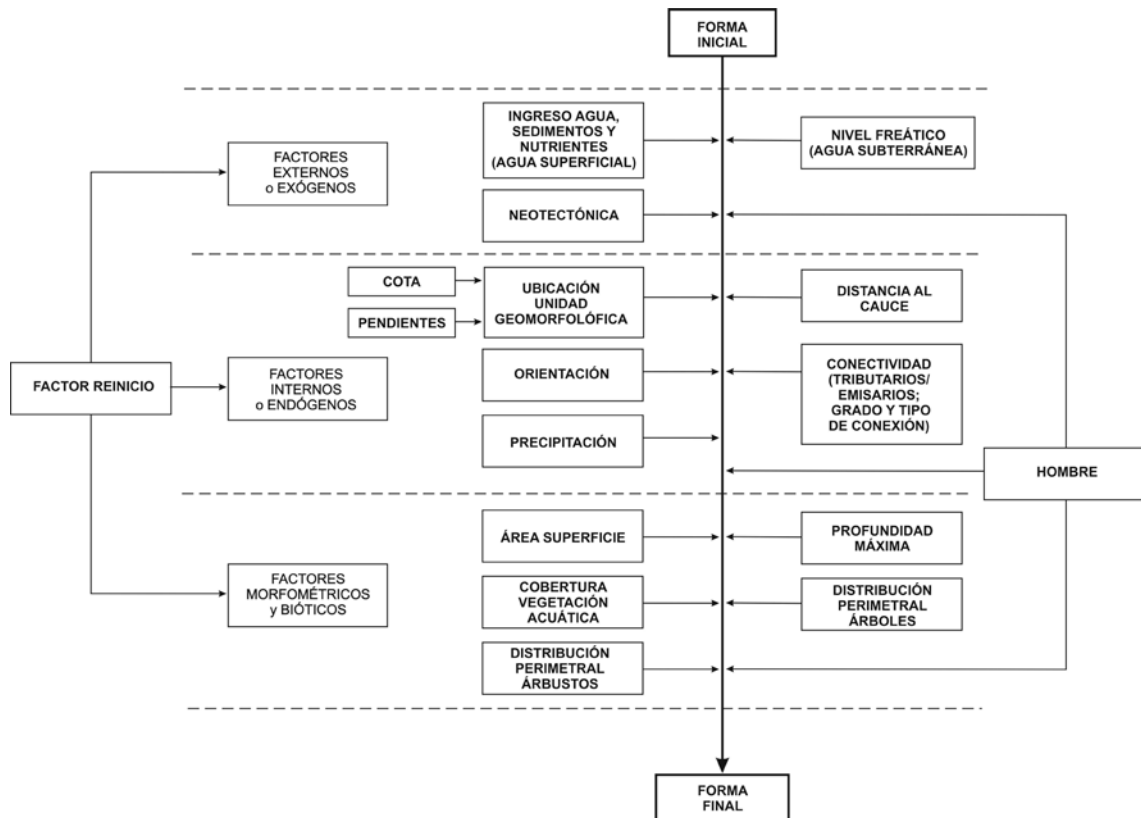 FORMA
INICIAL
INGRESO AGUA,
SEDIMENTOS Y
NUTRIENTES
(AGUA SUPERFICIAL)
NIVEL FREÁTICO
(AGUA SUBTERRÁNEA)
FACTORES
EXTERNOS
o EXÓGENOS
NEOTECTÓNICA
COTA
PENDIENTES
UBICACIÓN
UNIDAD
GEOMORFOLÓFICA
DISTANCIA AL
CAUCE
FACTOR REINICIO
FACTORES
INTERNOS
o ENDÓGENOS
ORIENTACIÓN
CONECTIVIDAD
(TRIBUTARIOS/
EMISARIOS;
GRADO Y TIPO
DE CONEXIÓN)
PRECIPITACIÓN
HOMBRE
ÁREA SUPERFICIE
PROFUNDIDAD
MÁXIMA
FACTORES
MORFOMÉTRICOS
y BIÓTICOS
COBERTURA
VEGETACIÓN
ACUÁTICA
DISTRIBUCIÓN
PERIMETRAL
ÁRBOLES
DISTRIBUCIÓN
PERIMETRAL
ÁRBUSTOS
FORMA
FINAL